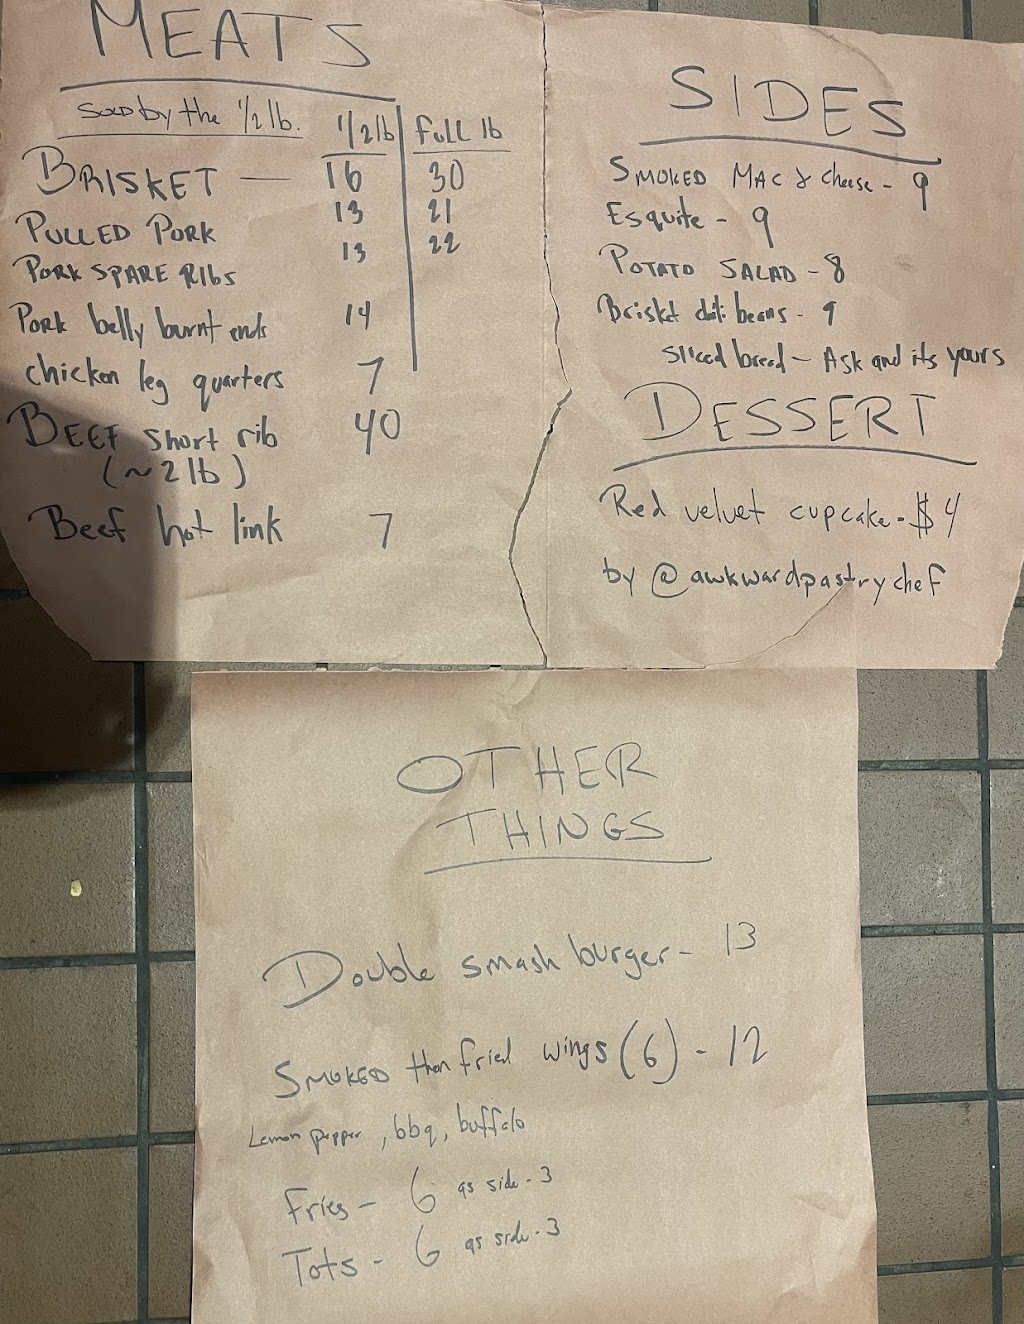 MEATS
Sold by the 1/2 lb. 1/2 lb Full lb
BRISKET — 16 30
PULLED PORK 13 21
PORK SPARE RIBS 13 22
Pork belly burnt ends 14
chicken leg quarters 7
BEEF short rib 40
(~2 lb)
Beef hot link 7
SIDES
SMOKED MAC & cheese - 9
Esquite - 9
POTATO SALAD - 8
Brisket chili beans - 9
sliced bread - Ask and its yours
DESSERT
Red velvet cupcake - $4
by @awkwardpastrychef
OTHER
THINGS
Double smash burger - 13
SMOKED then fried wings (6) - 12
Lemon pepper, bbq, buffalo
Fries - 6 as side - 3
Tots - 6 as side - 3